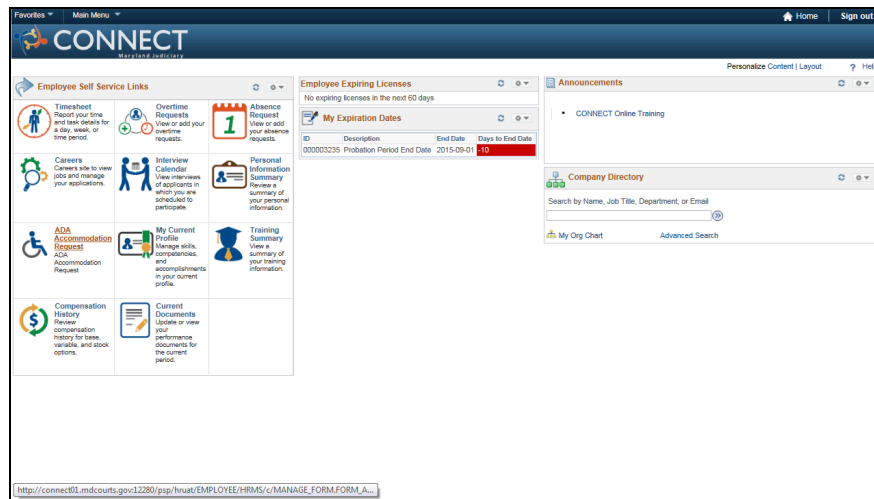 Favorites Main Menu Home Sign out
CONNECT
Maryland Judiciary
Personalize Content | Layout ? Hel
Employee Self Service Links
Timesheet
Report your time
and task details for
a day, week, or
time period.
Overtime
Requests
View or add your
overtime
requests.
1
Absence
Request
View or add
your absence
requests.
Careers
Careers site to view
jobs and manage
your applications.
Interview
Calendar
View interviews
of applicants in
which you are
scheduled to
participate.
Personal
Information
Summary
Review a
summary of
your personal
information.
ADA
Accommodation
Request
ADA
Accommodation
Request
My Current
Profile
Manage skills,
competencies,
and
accomplishments
in your current
profile.
Training
Summary
View a
summary of
your training
information.
$
Compensation
History
Review
compensation
history for base,
variable, and stock
options.
Current
Documents
Update or view
your
performance
documents for
the current
period.
Employee Expiring Licenses
No expiring licenses in the next 60 days
My Expiration Dates
ID Description End Date Days to End Date
000003235 Probation Period End Date 2015-09-01 -10
Announcements
• CONNECT Online Training
Company Directory
Search by Name, Job Title, Department, or Email
My Org Chart Advanced Search
http://connect01.mdcourts.gov:12280/psp/hruat/EMPLOYEE/HRMS/c/MANAGE_FORM.FORM_A...